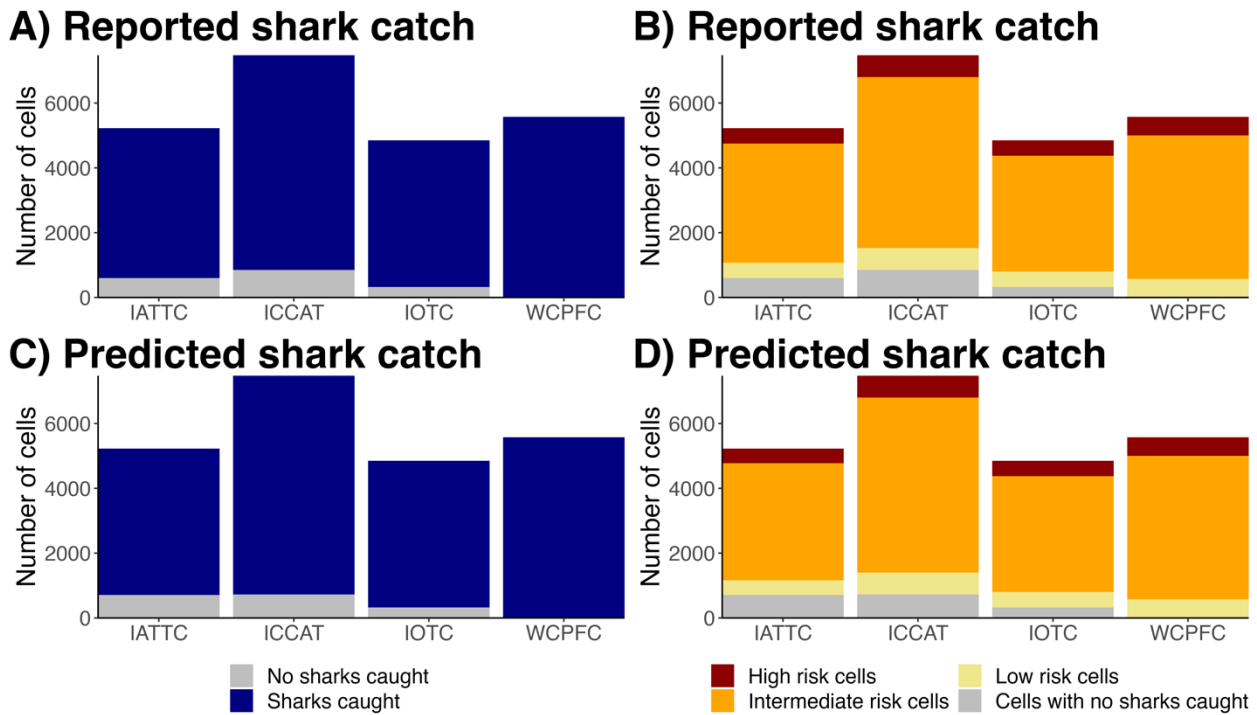 A) Reported shark catch
Number of cells
6000
4000
2000
0
IATTC ICCAT IOTC WCPFC
B) Reported shark catch
Number of cells
6000
4000
2000
0
IATTC ICCAT IOTC WCPFC
C) Predicted shark catch
Number of cells
6000
4000
2000
0
IATTC ICCAT IOTC WCPFC
No sharks caught
Sharks caught
D) Predicted shark catch
Number of cells
6000
4000
2000
0
IATTC ICCAT IOTC WCPFC
High risk cells
Intermediate risk cells
Low risk cells
Cells with no sharks caught